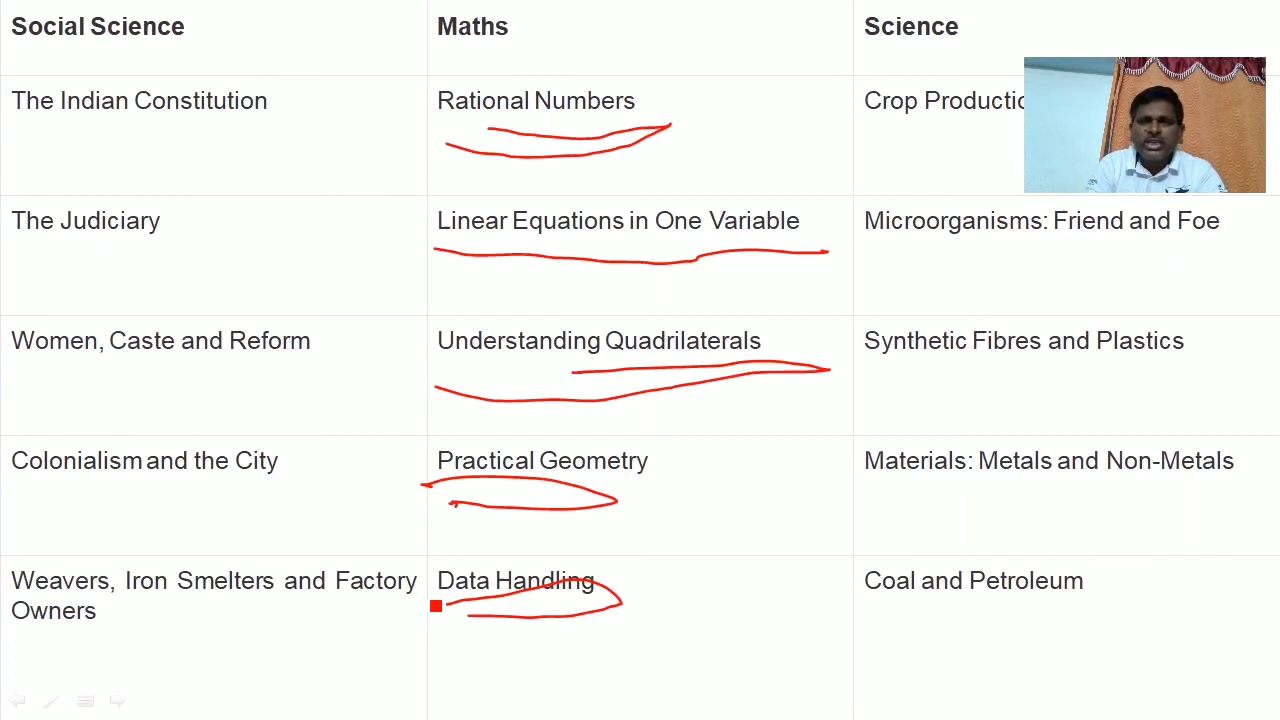 Social Science Maths Science
The Indian Constitution Rational Numbers Crop
The Judiciary Linear Equations in One Variable Microorganisms: Friend and Foe
Women, Caste and Reform Understanding Quadrilaterals Synthetic Fibres and Plastics
Colonialism and the City Practical Geometry Materials: Metals and Non-Metals
Weavers, Iron Smelters and Factory Data Handling Coal and Petroleum
Owners